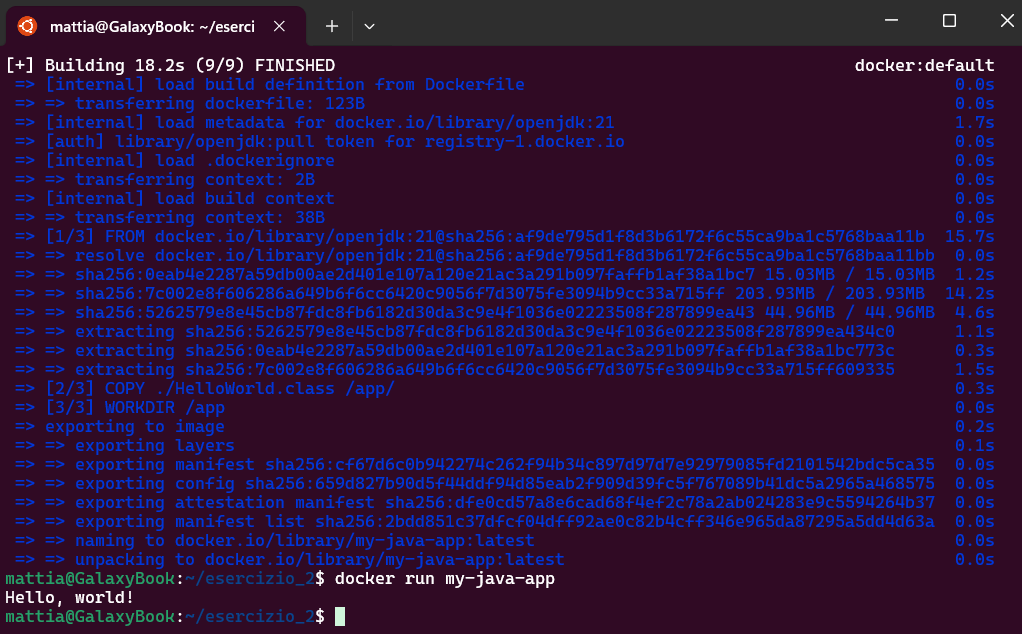 mattia@GalaxyBook: ~/eserci
[+] Building 18.2s (9/9) FINISHED docker:default
=> [internal] load build definition from Dockerfile 0.0s
=> => transferring dockerfile: 123B 0.0s
=> [internal] load metadata for docker.io/library/openjdk:21 1.7s
=> [auth] library/openjdk:pull token for registry-1.docker.io 0.0s
=> [internal] load .dockerignore 0.0s
=> => transferring context: 2B 0.0s
=> [internal] load build context 0.0s
=> => transferring context: 38B 0.0s
=> [1/3] FROM docker.io/library/openjdk:21@sha256:af9de795d1f8d3b6172f6c55ca9ba1c5768baa11b 15.7s
=> => resolve docker.io/library/openjdk:21@sha256:af9de795d1f8d3b6172f6c55ca9ba1c5768baa11bb 0.0s
=> => sha256:0eab4e2287a59db00ae2d401e107a120e21ac3a291b097faffb1af38a1bc7 15.03MB / 15.03MB 1.2s
=> => sha256:7c002e8f606286a649b6f6cc6420c9056f7d3075fe3094b9cc33a715ff 203.93MB / 203.93MB 14.2s
=> => sha256:5262579e8e45cb87fdc8fb6182d30da3c9e4f1036e02223508f287899ea43 44.96MB / 44.96MB 4.6s
=> => extracting sha256:5262579e8e45cb87fdc8fb6182d30da3c9e4f1036e02223508f287899ea434c0 1.1s
=> => extracting sha256:0eab4e2287a59db00ae2d401e107a120e21ac3a291b097faffb1af38a1bc773c 0.3s
=> => extracting sha256:7c002e8f606286a649b6f6cc6420c9056f7d3075fe3094b9cc33a715ff609335 1.5s
=> [2/3] COPY ./HelloWorld.class /app/ 0.3s
=> [3/3] WORKDIR /app 0.0s
=> exporting to image 0.2s
=> => exporting layers 0.1s
=> => exporting manifest sha256:cf67d6c0b942274c262f94b34c897d97d7e92979085fd2101542bdc5ca35 0.0s
=> => exporting config sha256:659d827b90d5f44ddf94d85eab2f909d39fc5f767089b41dc5a2965a468575 0.0s
=> => exporting attestation manifest sha256:dfe0cd57a8e6cad68f4ef2c78a2ab024283e9c5594264b37 0.0s
=> => exporting manifest list sha256:2bdd851c37dfcf04dff92ae0c82b4cff346e965da87295a5dd4d63a 0.0s
=> => naming to docker.io/library/my-java-app:latest 0.0s
=> => unpacking to docker.io/library/my-java-app:latest 0.0s
mattia@GalaxyBook:~/esercizio_2$ docker run my-java-app
Hello, world!
mattia@GalaxyBook:~/esercizio_2$